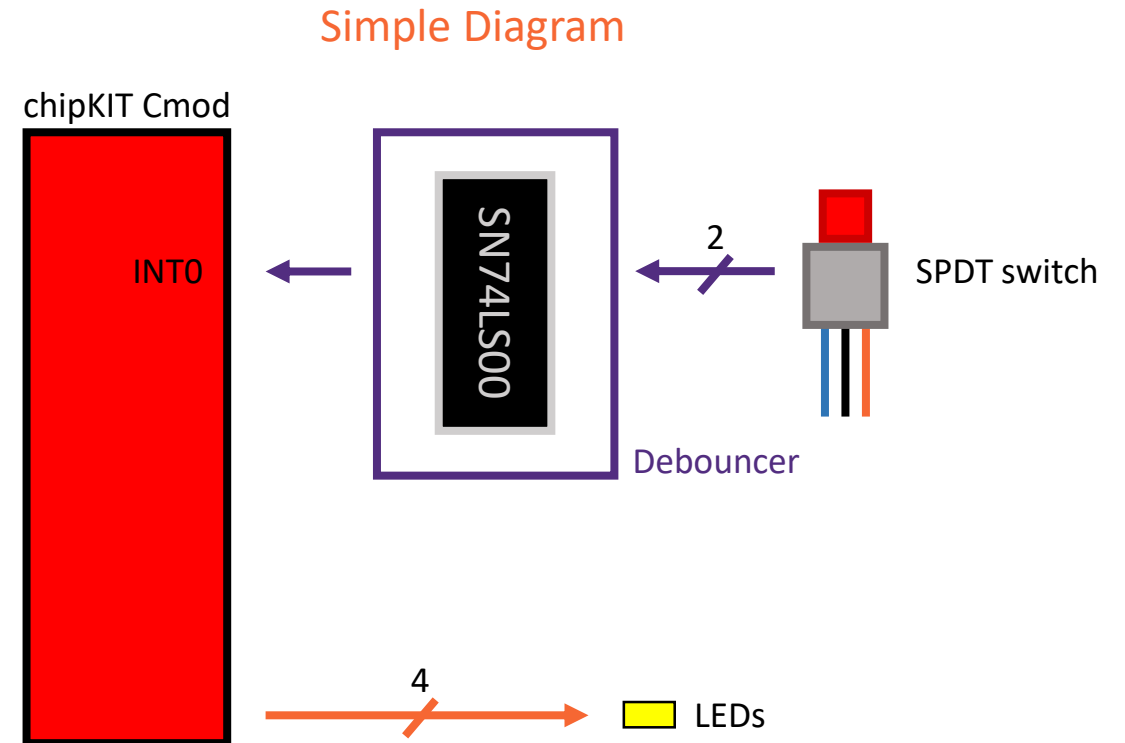 Simple Diagram
chipKIT Cmod
SN74LS00
2
INT0
SPDT switch
Debouncer
4
LEDs